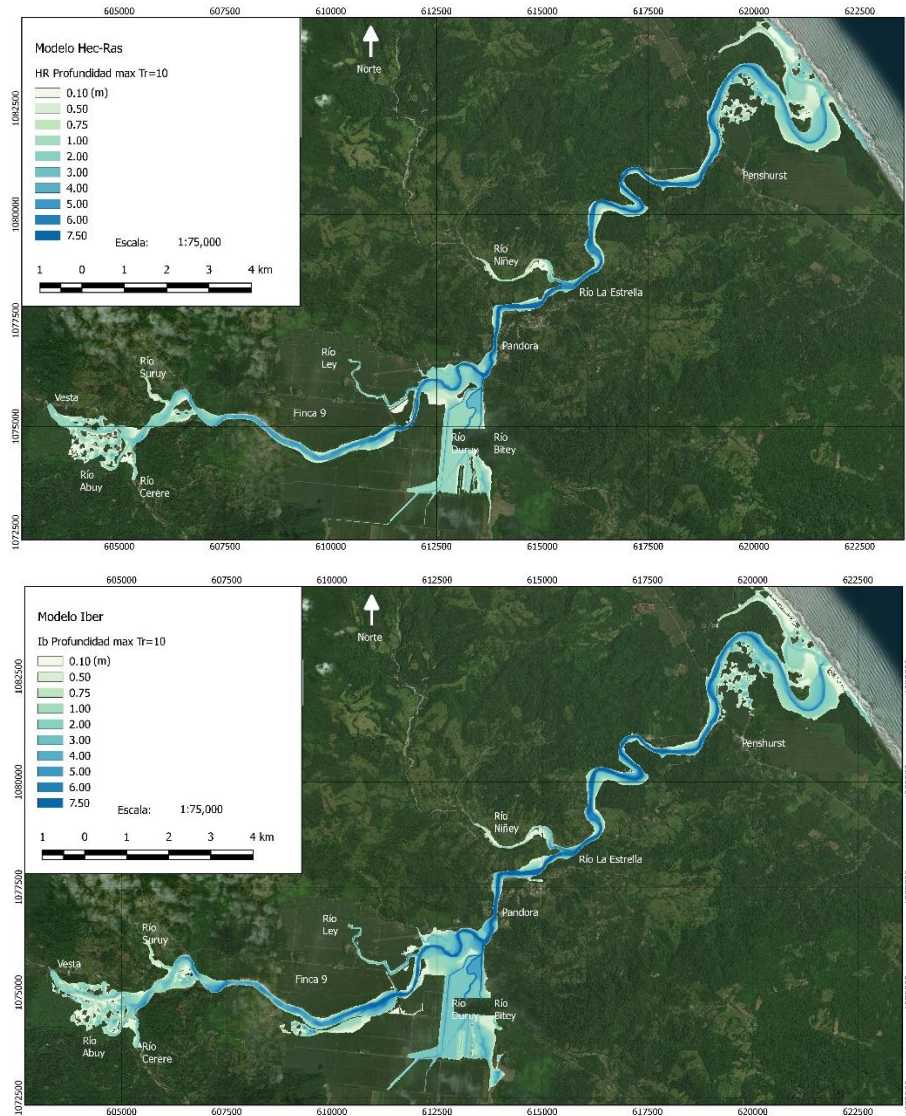 605000 607500 610000 612500 615000 617500 620000 622500
Modelo Hec-Ras
HR Profundidad max Tr=10
0.10 (m)
0.50
0.75
1.00
2.00
3.00
4.00
5.00
6.00
7.50
Escala: 1:75,000
1 0 1 2 3 4 km
Norte
1082500
1080000
1077500
1075000
1072500
Penshurst
Río
Niñey
Río La Estrella
Pandora
Río
Ley
Río
Suruy
Vesta
Finca 9
Río
Duruy
Río
Bitey
Río
Abuy
Río
Cerere
605000 607500 610000 612500 615000 617500 620000 622500
605000 607500 610000 612500 615000 617500 620000 622500
Modelo Iber
Ib Profundidad max Tr=10
0.10 (m)
0.50
0.75
1.00
2.00
3.00
4.00
5.00
6.00
7.50
Escala: 1:75,000
1 0 1 2 3 4 km
Norte
1082500
1080000
1077500
1075000
1072500
Penshurst
Río
Niñey
Río La Estrella
Pandora
Río
Ley
Río
Suruy
Vesta
Finca 9
Río
Duruy
Río
Bitey
Río
Abuy
Río
Cerere
605000 607500 610000 612500 615000 617500 620000 622500